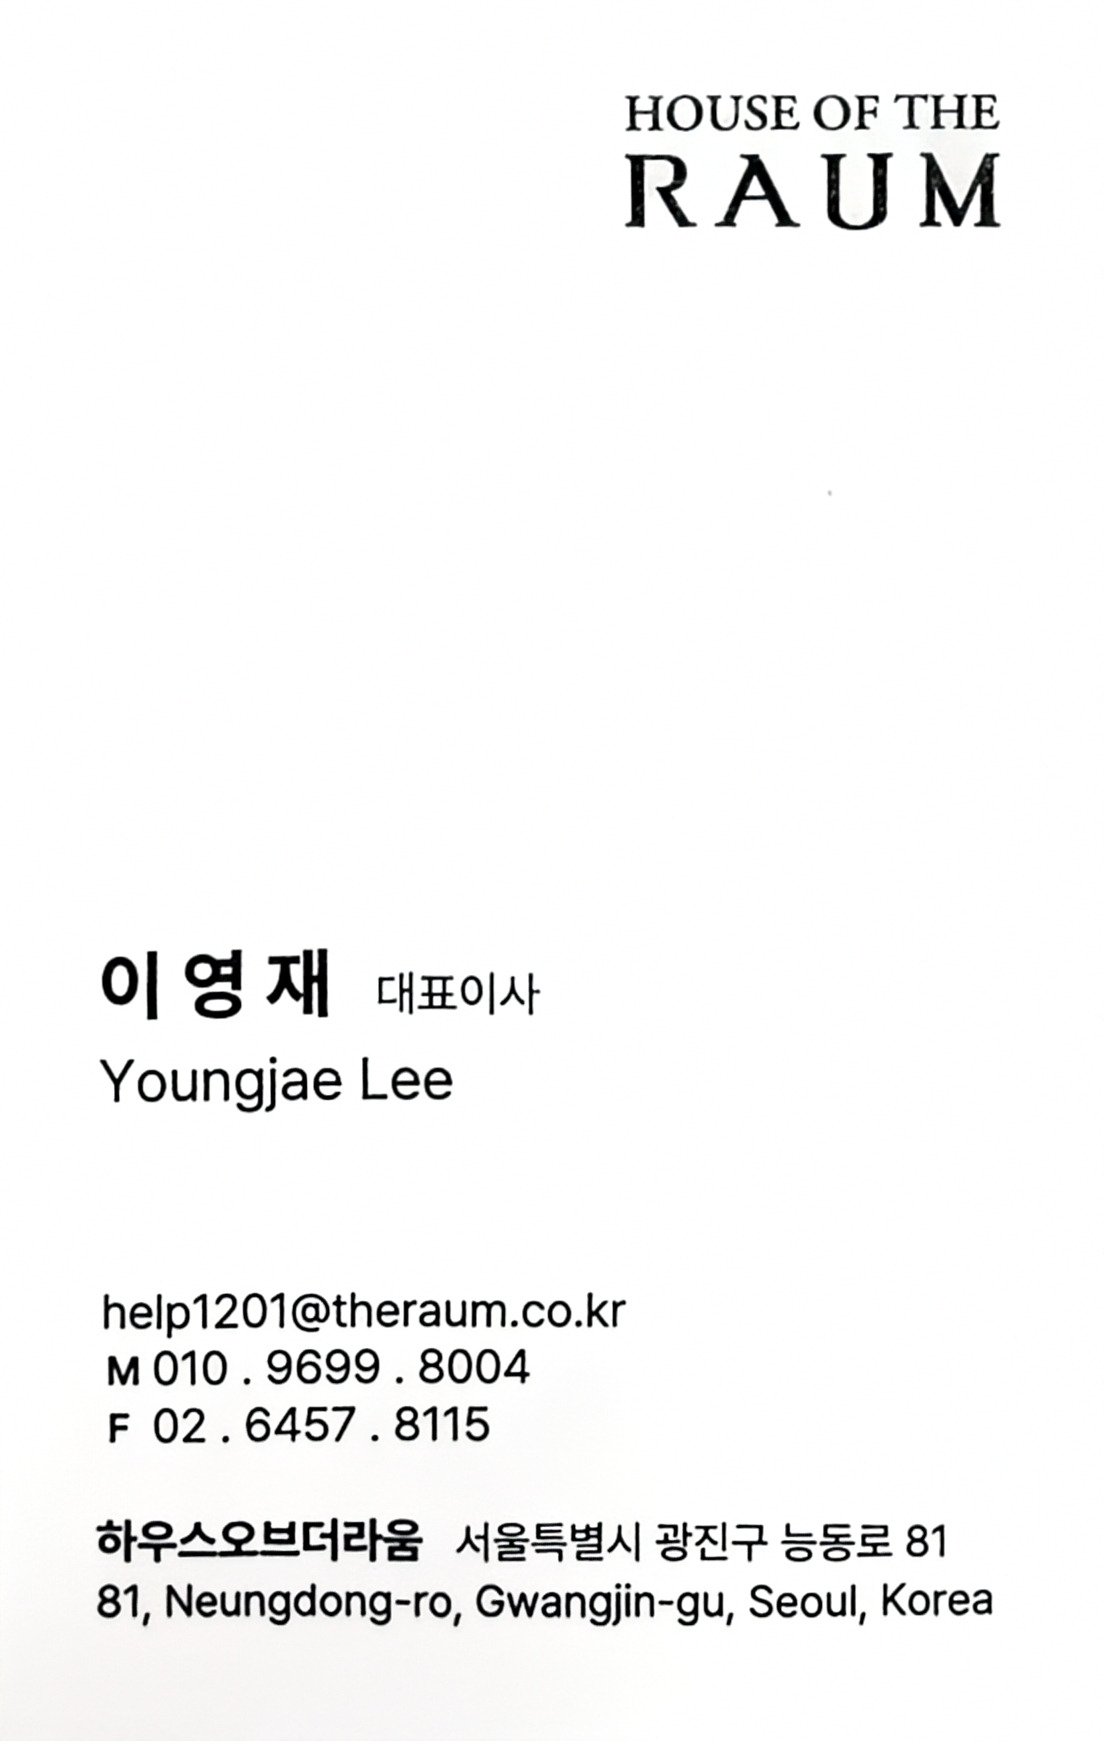 HOUSE OF THE
RAUM
이영재 대표이사
Youngjae Lee
help1201@theraum.co.kr
M 010 . 9699 . 8004
F 02 . 6457 . 8115
하우스오브더라움 서울특별시 광진구 능동로 81
81, Neungdong-ro, Gwangjin-gu, Seoul, Korea